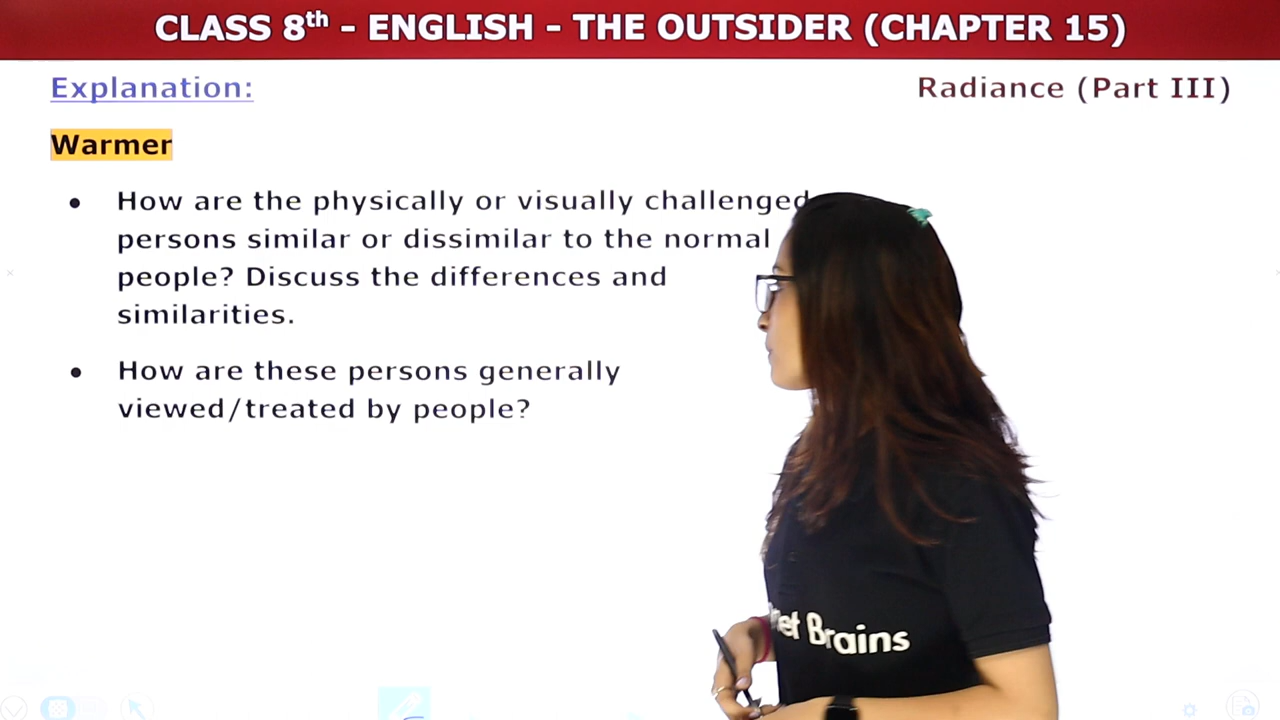 CLASS 8th - ENGLISH - THE OUTSIDER (CHAPTER 15)
Explanation:
Radiance (Part III)
Warmer
• How are the physically or visually challenged
persons similar or dissimilar to the normal
people? Discuss the differences and
similarities.
• How are these persons generally
viewed/treated by people?
Brains